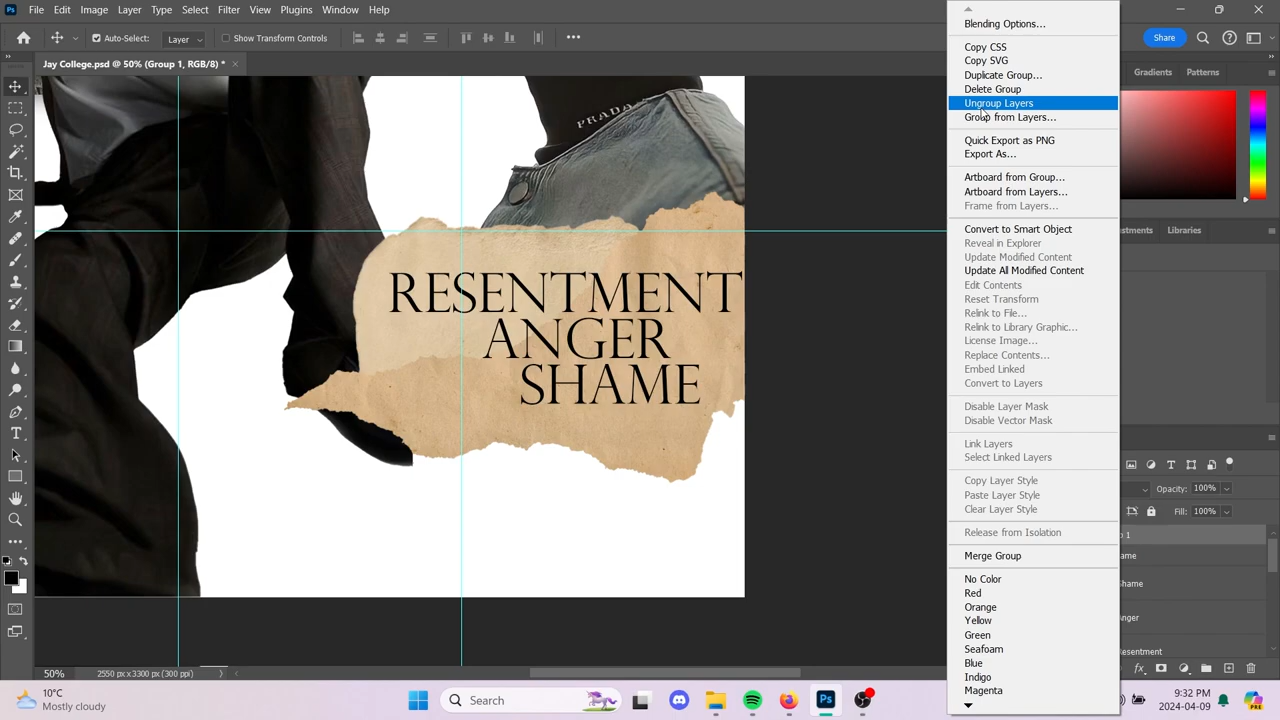 File Edit Image Layer Type Select Filter View Plugins Window Help
Auto-Select: Layer Show Transform Controls
Share
Jay College.psd @ 50% (Group 1, RGB/8) *
Gradients
Patterns
Libraries
PRADA
RESENTMENT
ANGER
SHAME
Blending Options...
Copy CSS
Copy SVG
Duplicate Group...
Delete Group
Ungroup Layers
Group from Layers...
Quick Export as PNG
Export As...
Artboard from Group...
Artboard from Layers...
Frame from Layers...
Convert to Smart Object
Reveal in Explorer
Update Modified Content
Update All Modified Content
Edit Contents
Reset Transform
Relink to File...
Relink to Library Graphic...
License Image...
Replace Contents...
Embed Linked
Convert to Layers
Disable Layer Mask
Disable Vector Mask
Link Layers
Select Linked Layers
Copy Layer Style
Paste Layer Style
Clear Layer Style
Release from Isolation
Merge Group
No Color
Red
Orange
Yellow
Green
Seafoam
Blue
Indigo
Magenta
Opacity: 100%
Fill: 100%
50% 2550 px x 3300 px (300 ppi)
10°C
Mostly cloudy
Search
9:32 PM
2024-04-09